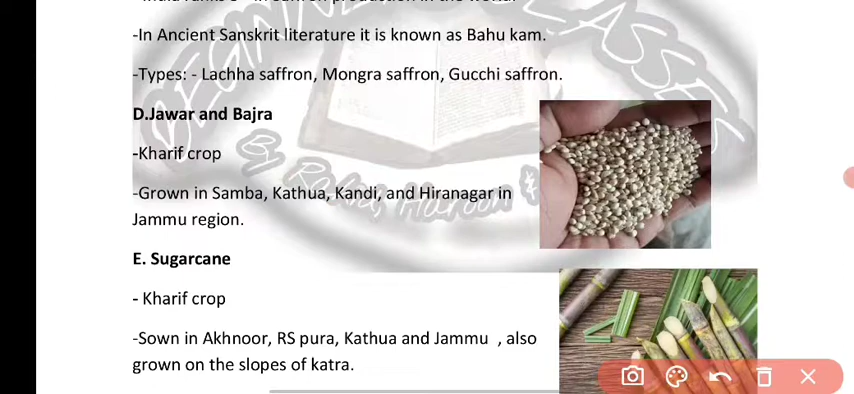 -In Ancient Sanskrit literature it is known as Bahu kam.
-Types: - Lachha saffron, Mongra saffron, Gucchi saffron.
D.Jawar and Bajra
-Kharif crop
-Grown in Samba, Kathua, Kandi, and Hiranagar in
Jammu region.
E. Sugarcane
- Kharif crop
-Sown in Akhnoor, RS pura, Kathua and Jammu , also
grown on the slopes of katra.